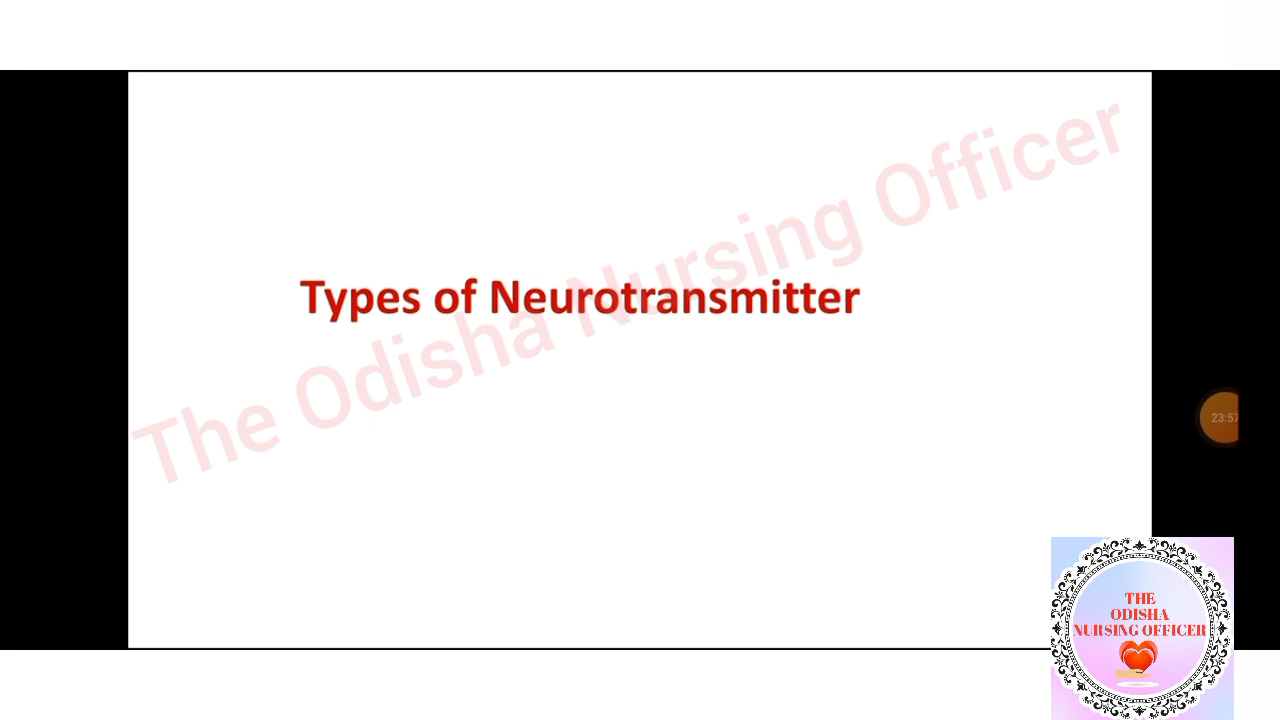 Types of Neurotransmitter
The Odisha Nursing Officer
23:57
THE
ODISHA
NURSING OFFICER